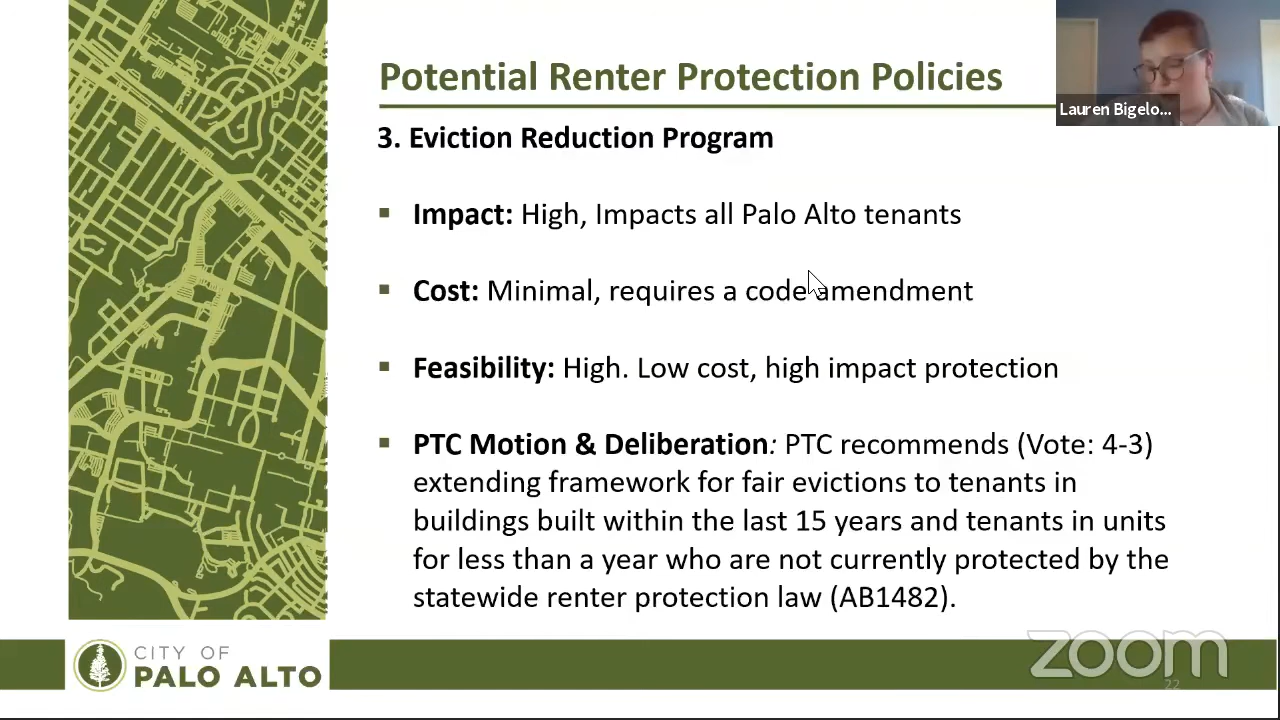 Potential Renter Protection Policies
Lauren Bigelo...
3. Eviction Reduction Program
▪ Impact: High, Impacts all Palo Alto tenants
▪ Cost: Minimal, requires a code amendment
▪ Feasibility: High. Low cost, high impact protection
▪ PTC Motion & Deliberation: PTC recommends (Vote: 4-3)
extending framework for fair evictions to tenants in
buildings built within the last 15 years and tenants in units
for less than a year who are not currently protected by the
statewide renter protection law (AB1482).
CITY OF
PALO ALTO
zoom
22